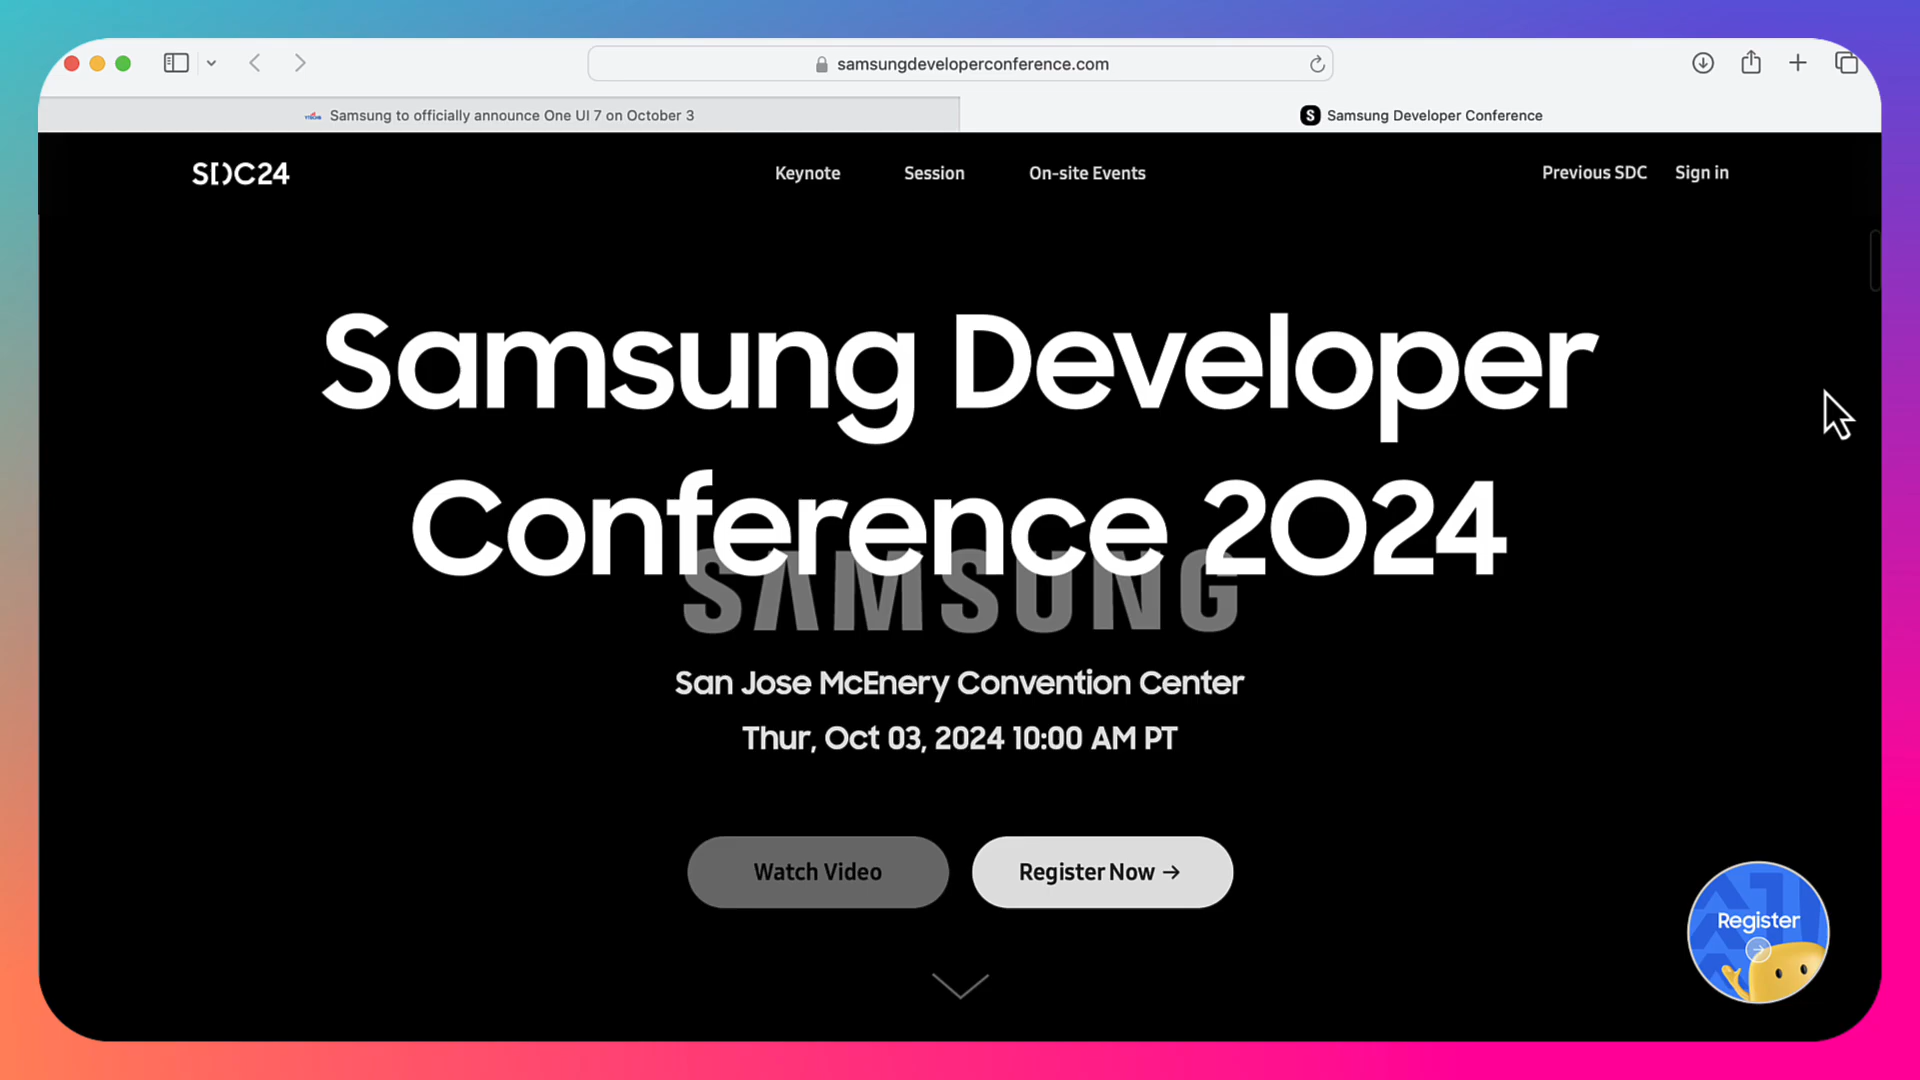 samsungdeveloperconference.com
Samsung to officially announce One UI 7 on October 3
S Samsung Developer Conference
SDC24
Keynote
Session
On-site Events
Previous SDC
Sign in
Samsung Developer
Conference 2024
SAMSUNG
San Jose McEnery Convention Center
Thur, Oct 03, 2024 10:00 AM PT
Watch Video
Register Now →
Register